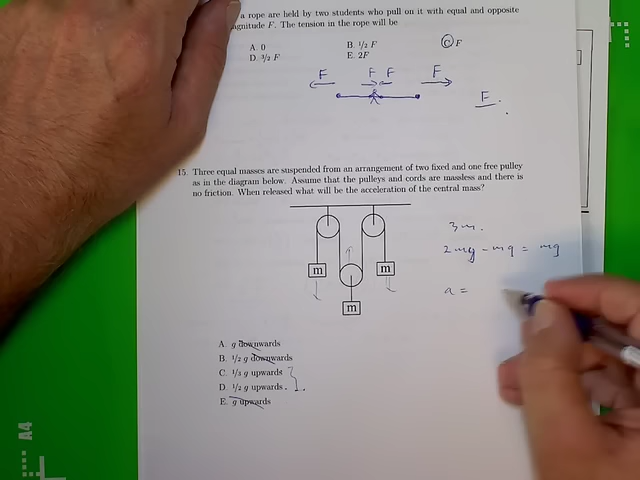 a rope are held by two students who pull on it with equal and opposite
agnitude F. The tension in the rope will be
A. 0 B. 1/2 F C F
D. 3/2 F E. 2F
F F F F
F.
15. Three equal masses are suspended from an arrangement of two fixed and one free pulley
as in the diagram below. Assume that the pulleys and cords are massless and there is
no friction. When released what will be the acceleration of the central mass?
3m.
2mg - mg = mg
m m
a =
m
A. g downwards
B. 1/2 g downwards
C. 1/3 g upwards
D. 1/2 g upwards.
E. g upwards
A4